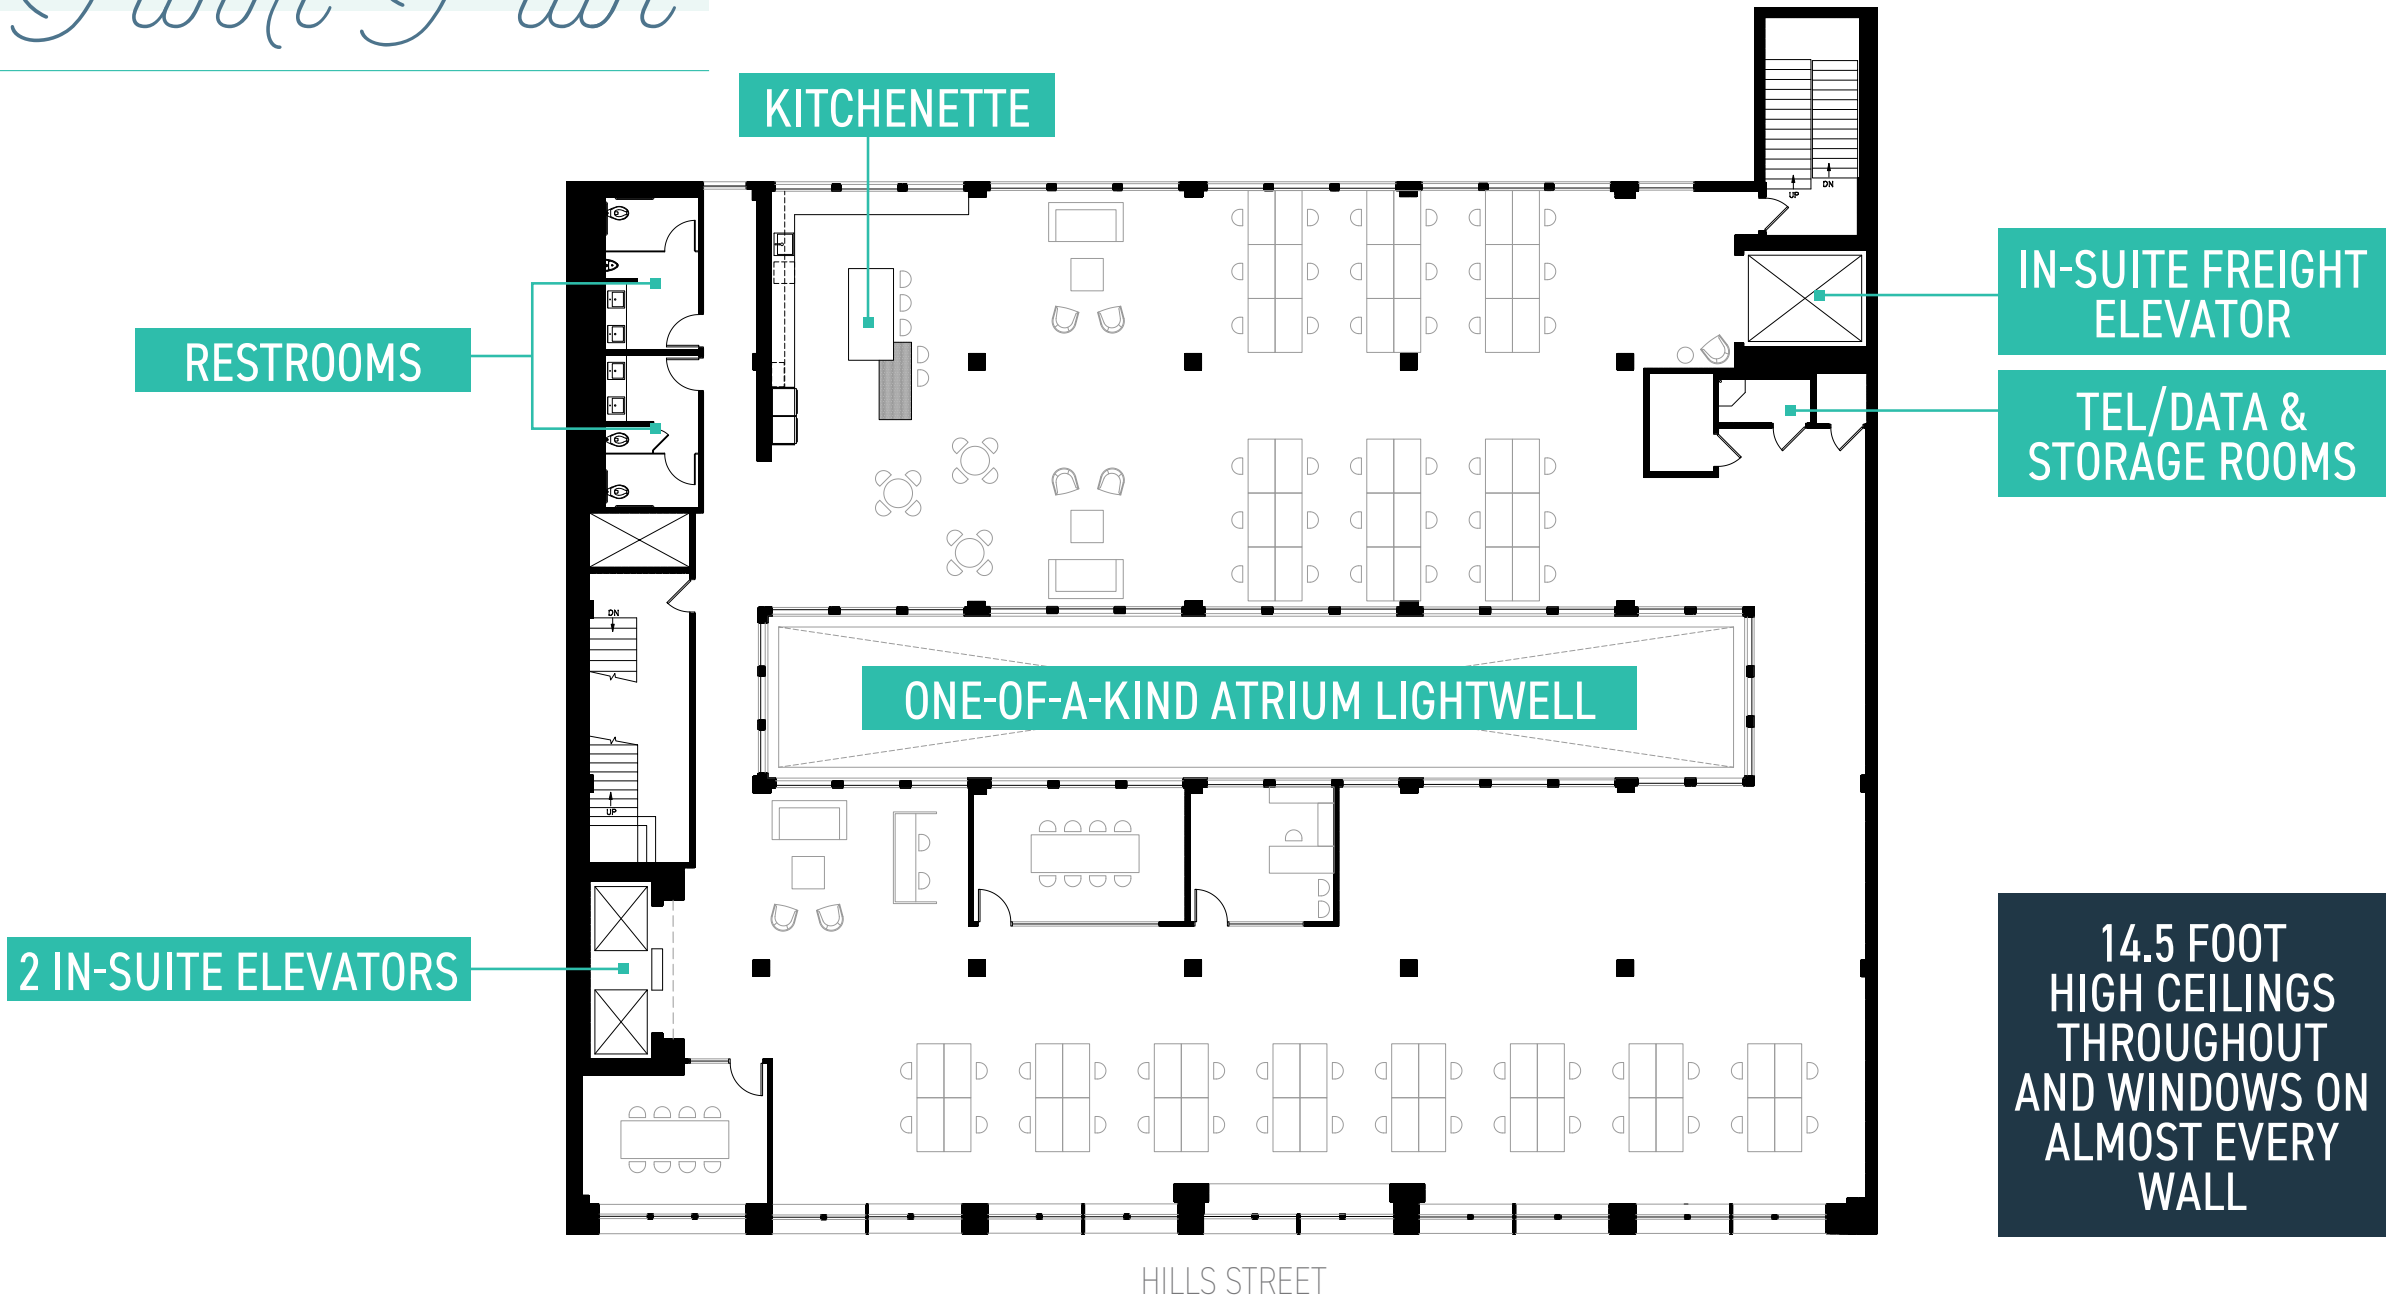 KITCHENETTE
UP
DN
IN-SUITE FREIGHT
ELEVATOR
RESTROOMS
TEL/DATA &
STORAGE ROOMS
DN
ONE-OF-A-KIND ATRIUM LIGHTWELL
UP
2 IN-SUITE ELEVATORS
14.5 FOOT
HIGH CEILINGS
THROUGHOUT
AND WINDOWS ON
ALMOST EVERY
WALL
HILLS STREET